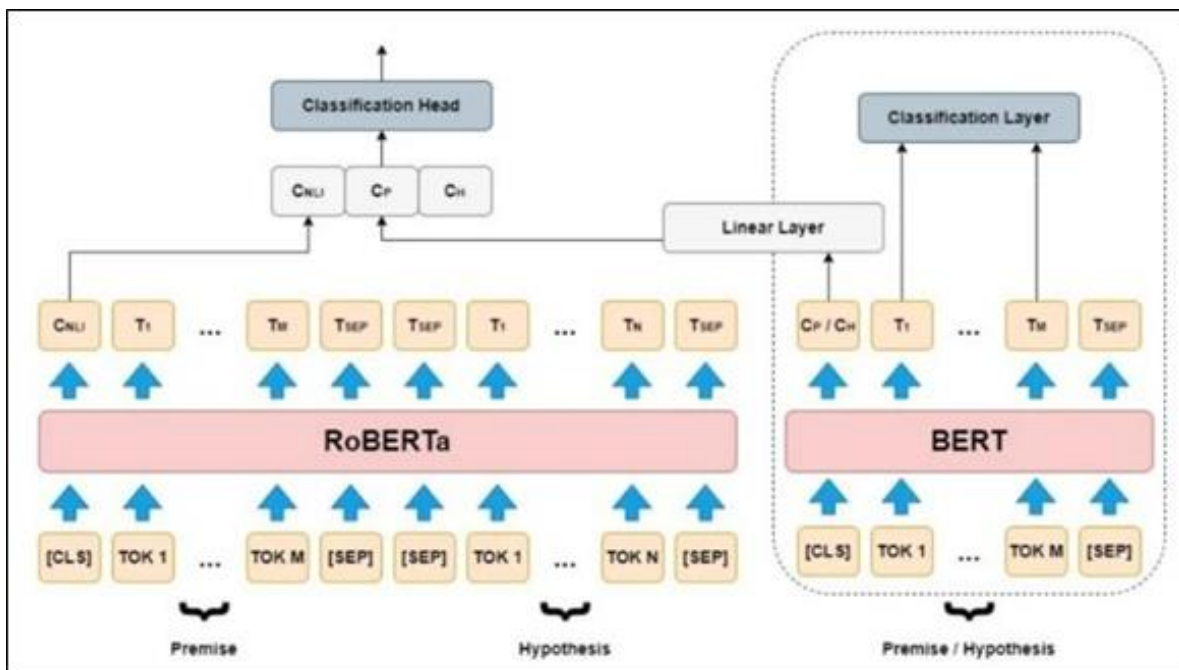 Classification Head
Classification Layer
CNLI CP CH
Linear Layer
CNLI T1 ... TM TSEP TSEP T1 ... TN TSEP
CP / CH T1 ... TM TSEP
RoBERTa
BERT
[CLS] TOK 1 ... TOK M [SEP] [SEP] TOK 1 ... TOK N [SEP]
[CLS] TOK 1 ... TOK M [SEP]
Premise
Hypothesis
Premise / Hypothesis